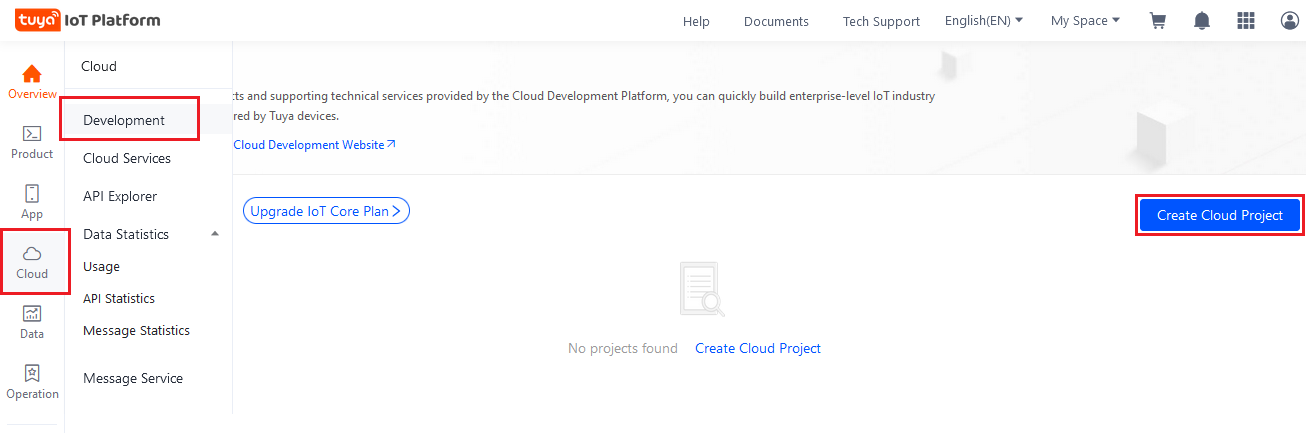 tuya IoT Platform
Help
Documents
Tech Support
English(EN)
My Space
Overview
Product
App
Cloud
Data
Operation
Cloud
Development
Cloud Services
API Explorer
Data Statistics
Usage
API Statistics
Message Statistics
Message Service
and supporting technical services provided by the Cloud Development Platform, you can quickly build enterprise-level IoT industry
by Tuya devices.
Cloud Development Website
Upgrade IoT Core Plan
Create Cloud Project
No projects found
Create Cloud Project